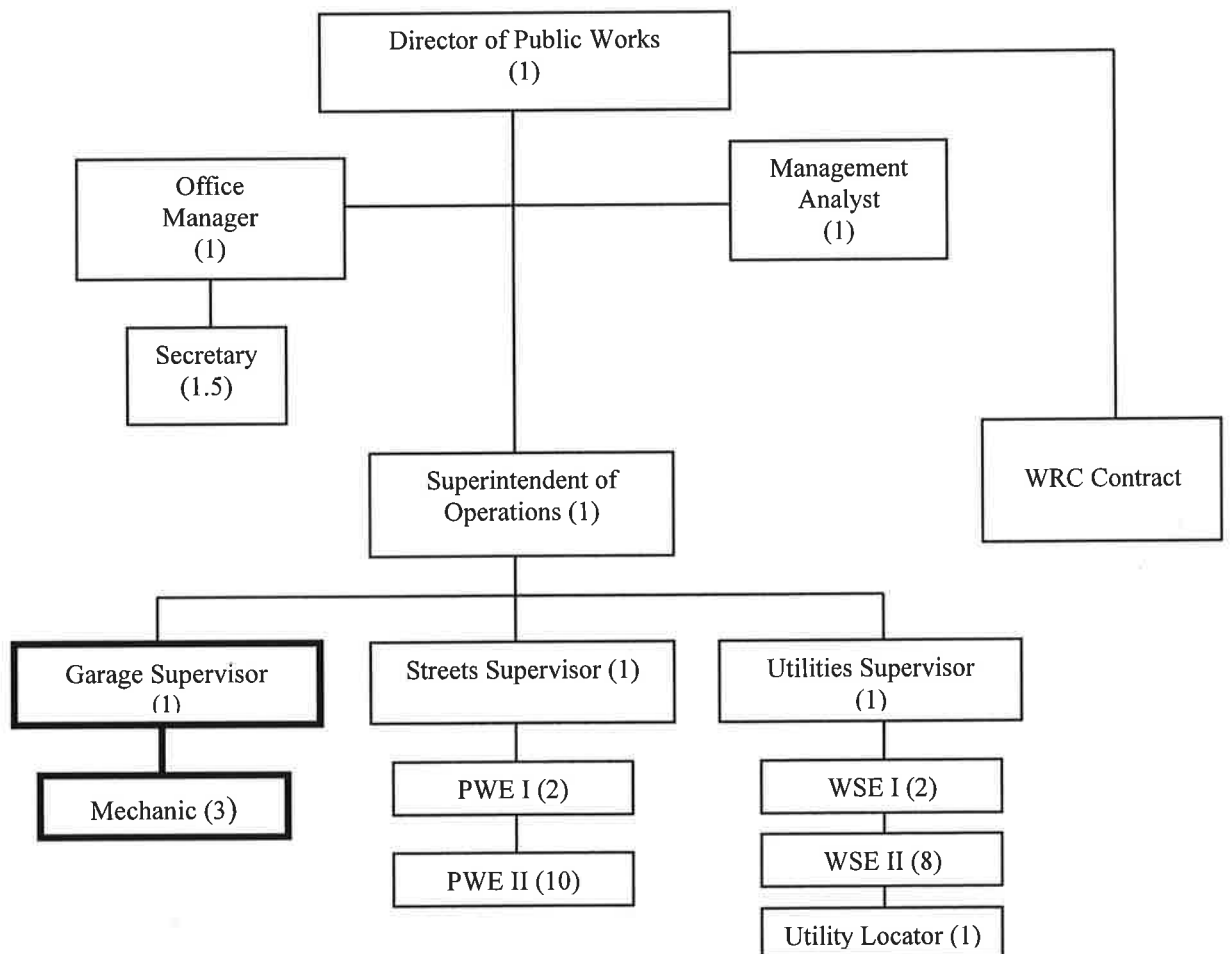 Director of Public Works
(1)
Office
Manager
(1)
Management
Analyst
(1)
Secretary
(1.5)
Superintendent of
Operations (1)
WRC Contract
Garage Supervisor
(1)
Streets Supervisor (1)
Utilities Supervisor
(1)
Mechanic (3)
PWE I (2)
WSE I (2)
PWE II (10)
WSE II (8)
Utility Locator (1)